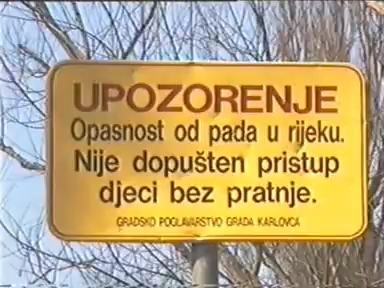 UPOZORENJE
Opasnost od pada u rijeku.
Nije dopušten pristup
djeci bez pratnje.
GRADSKO POGLAVARSTVO GRADA KARLOVCA